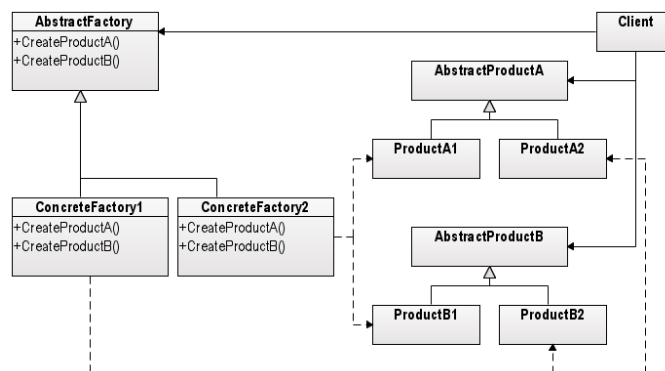 AbstractFactory
+CreateProductA()
+CreateProductB()
Client
AbstractProductA
ProductA1
ProductA2
ConcreteFactory1
+CreateProductA()
+CreateProductB()
ConcreteFactory2
+CreateProductA()
+CreateProductB()
AbstractProductB
ProductB1
ProductB2